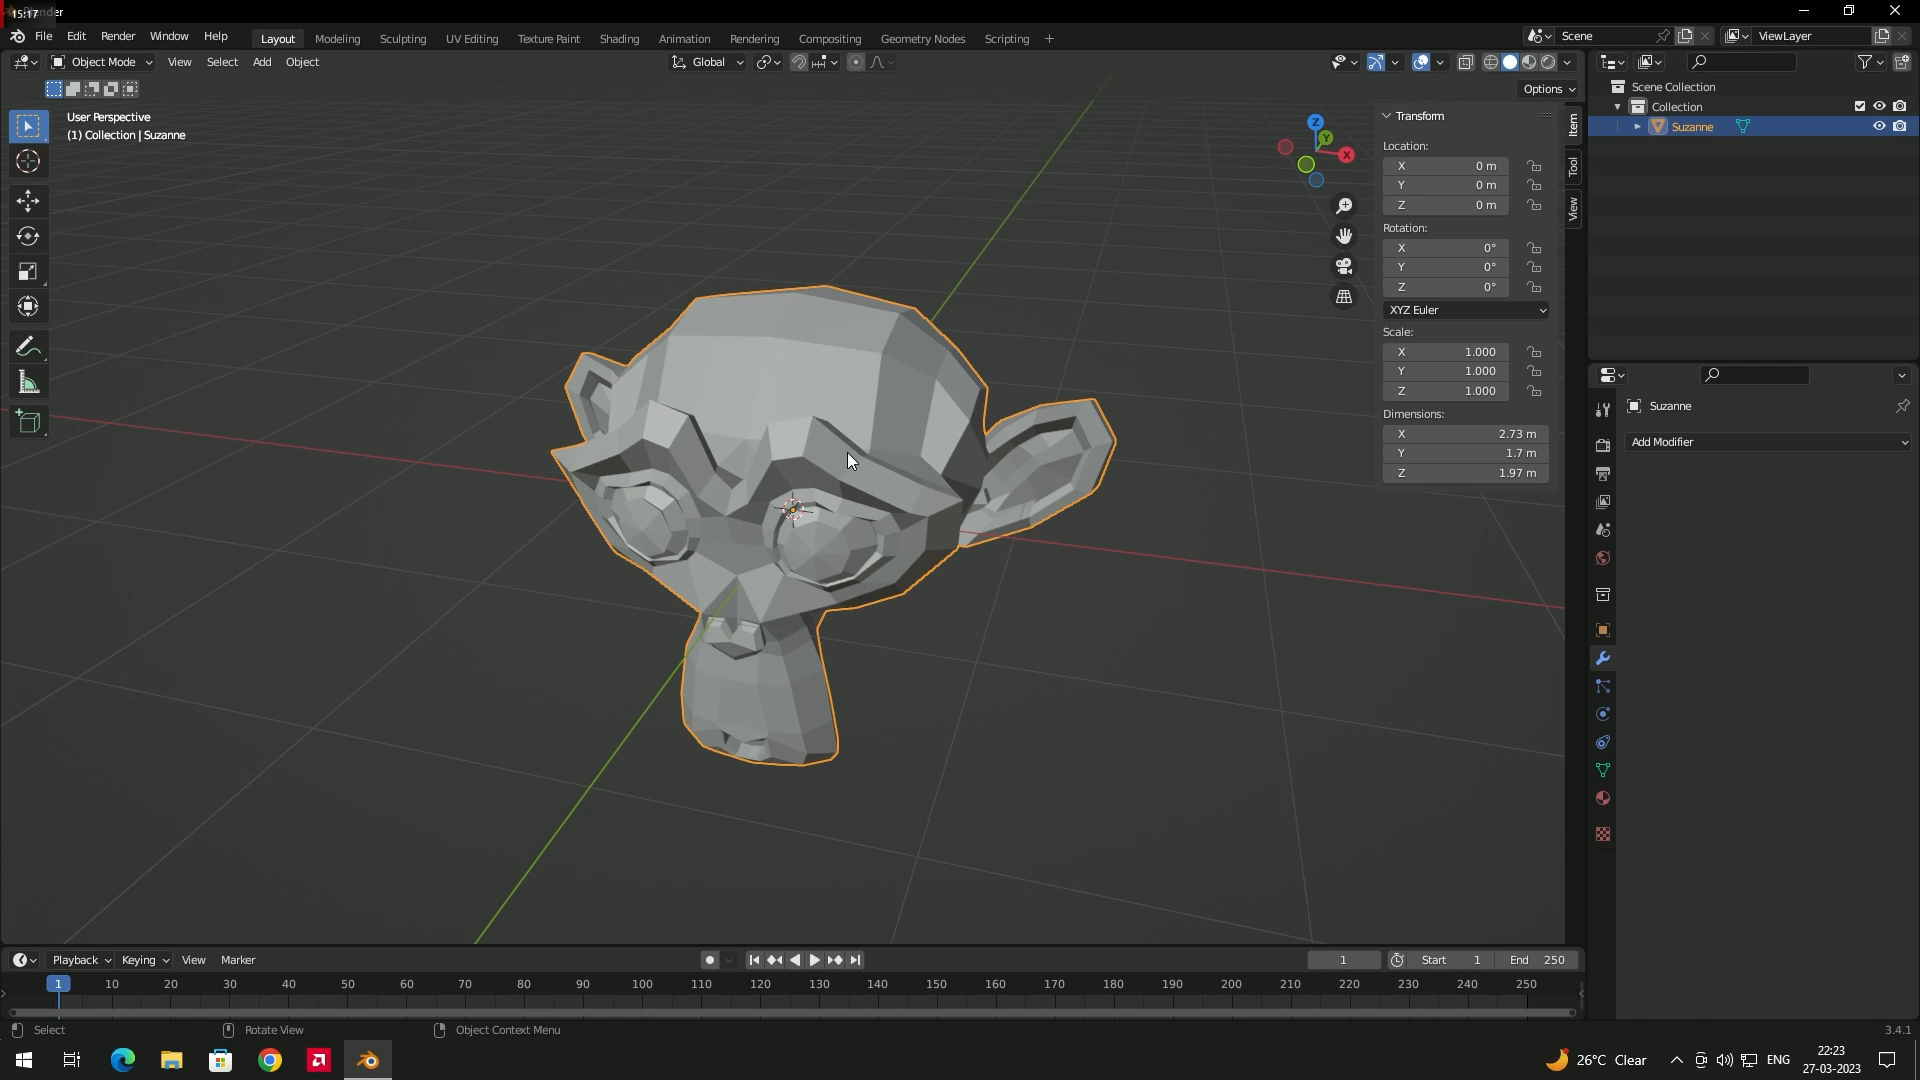 15:17
Blender
File Edit Render Window Help Layout Modeling Sculpting UV Editing Texture Paint Shading Animation Rendering Compositing Geometry Nodes Scripting + Scene ViewLayer
Object Mode View Select Add Object Global
Options
User Perspective
(1) Collection | Suzanne
Z
Y
X
Transform
Location:
X 0 m
Y 0 m
Z 0 m
Rotation:
X 0°
Y 0°
Z 0°
XYZ Euler
Scale:
X 1.000
Y 1.000
Z 1.000
Dimensions:
X 2.73 m
Y 1.7 m
Z 1.97 m
Item
Tool
View
Scene Collection
Collection
Suzanne
Suzanne
Add Modifier
Playback Keying View Marker 1 Start 1 End 250
1 10 20 30 40 50 60 70 80 90 100 110 120 130 140 150 160 170 180 190 200 210 220 230 240 250
Select Rotate View Object Context Menu 3.4.1
26°C Clear ENG 22:23
27-03-2023